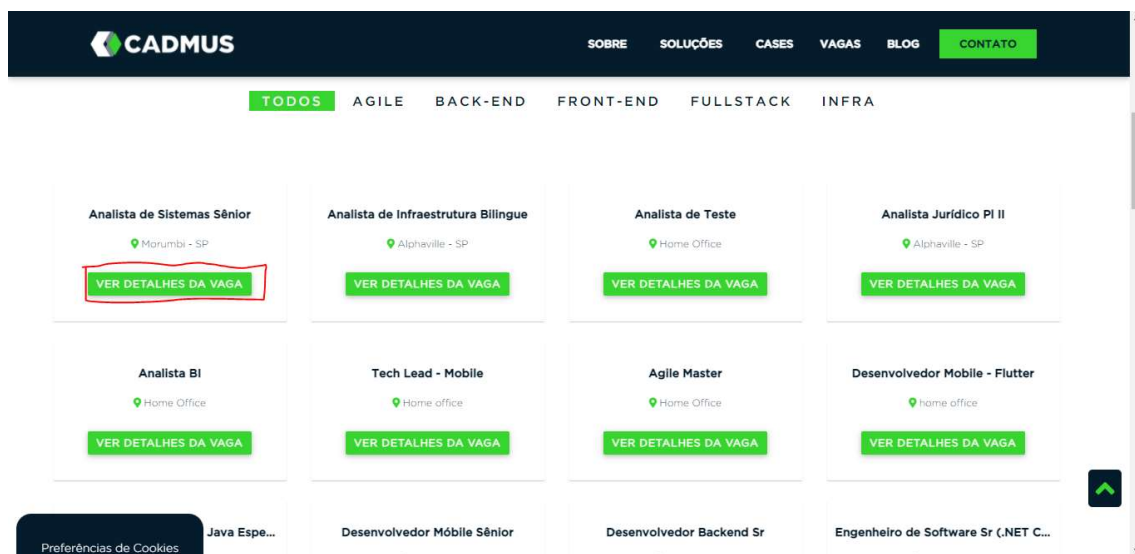 CADMUS
SOBRE SOLUÇÕES CASES VAGAS BLOG CONTATO
TODOS AGILE BACK-END FRONT-END FULLSTACK INFRA
Analista de Sistemas Sênior Analista de Infraestrutura Bilingue Analista de Teste Analista Jurídico Pl II
Morumbi - SP Alphaville - SP Home Office Alphaville - SP
VER DETALHES DA VAGA VER DETALHES DA VAGA VER DETALHES DA VAGA VER DETALHES DA VAGA
Analista BI Tech Lead - Mobile Agile Master Desenvolvedor Mobile - Flutter
Home Office Home office Home Office home office
VER DETALHES DA VAGA VER DETALHES DA VAGA VER DETALHES DA VAGA VER DETALHES DA VAGA
Java Espe... Desenvolvedor Móbile Sênior Desenvolvedor Backend Sr Engenheiro de Software Sr (.NET C...
Preferências de Cookies